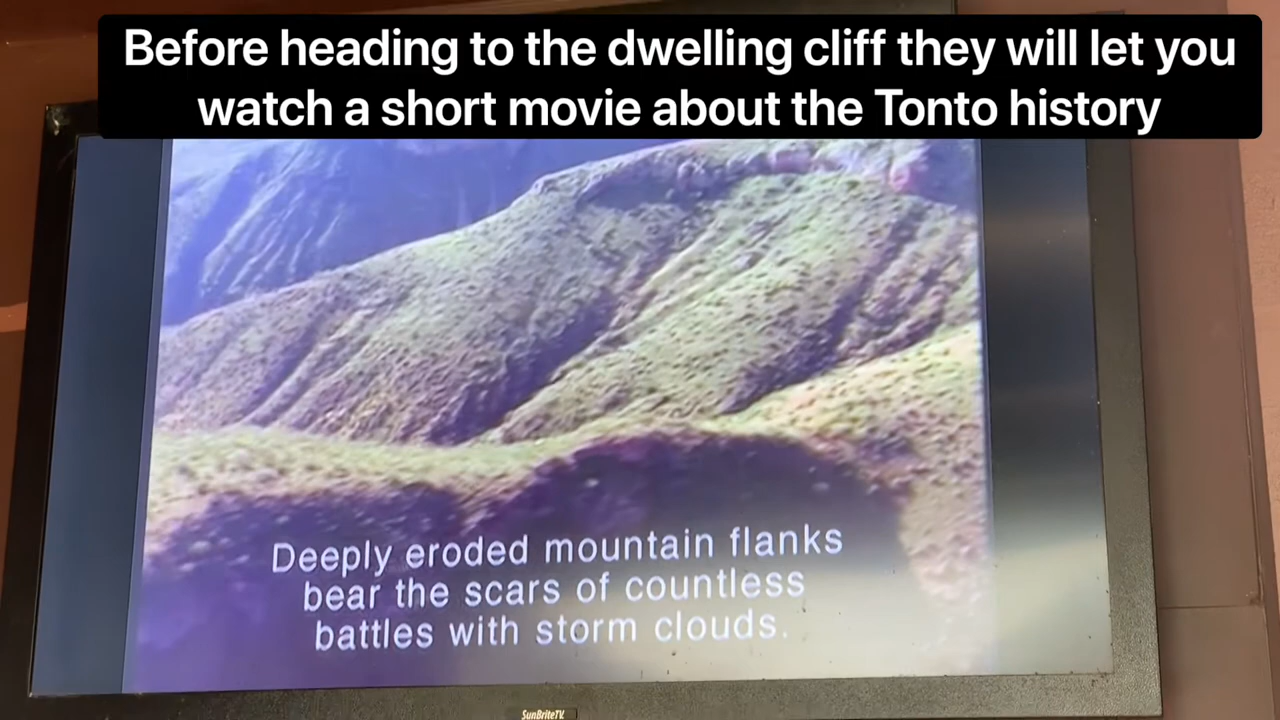 Before heading to the dwelling cliff they will let you
watch a short movie about the Tonto history
Deeply eroded mountain flanks
bear the scars of countless
battles with storm clouds.
SunBriteTV